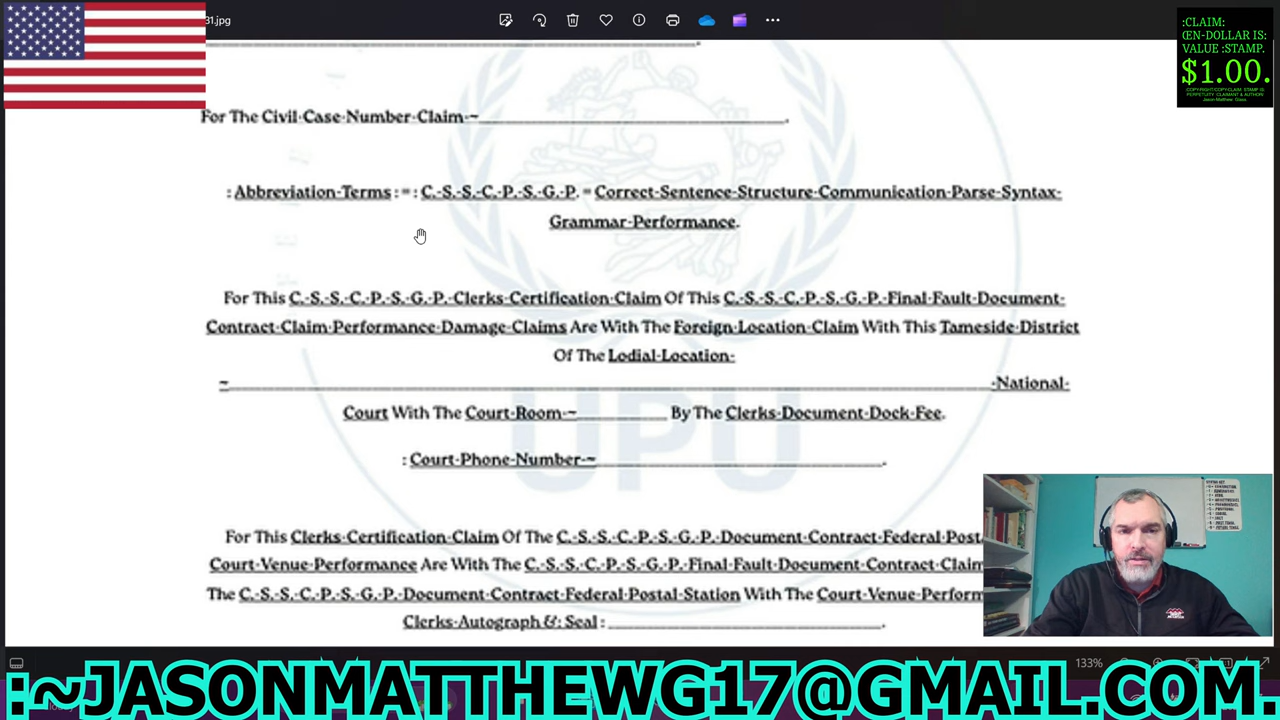 31.jpg
:CLAIM:
ŒN-DOLLAR IS:
VALUE :STAMP.
$1.00.
For The Civil-Case-Number-Claim-~
: Abbreviation-Terms : = : C.-S.-S.-C.-P.-S.-G.-P. = Correct-Sentence-Structure-Communication-Parse-Syntax-
Grammar-Performance.
For This C.-S.-S.-C.-P.-S.-G.-P.-Clerks-Certification-Claim Of This C.-S.-S.-C.-P.-S.-G.-P.-Final-Fault-Document-
Contract-Claim-Performance-Damage-Claims Are With The Foreign-Location-Claim With This Tameside-District
Of The Lodial-Location-
~ -National-
Court With The Court-Room-~ By The Clerks-Document-Dock-Fee.
: Court-Phone-Number-~ .
UPU
For This Clerks-Certification-Claim Of The C.-S.-S.-C.-P.-S.-G.-P.-Document-Contract-Federal-Post
Court-Venue-Performance Are With The C.-S.-S.-C.-P.-S.-G.-P.-Final-Fault-Document-Contract-Claim
The C.-S.-S.-C.-P.-S.-G.-P.-Document-Contract-Federal-Postal-Station With The Court-Venue-Perform
Clerks-Autograph & Seal : .
133%
:~JASONMATTHEWG17@GMAIL.COM.